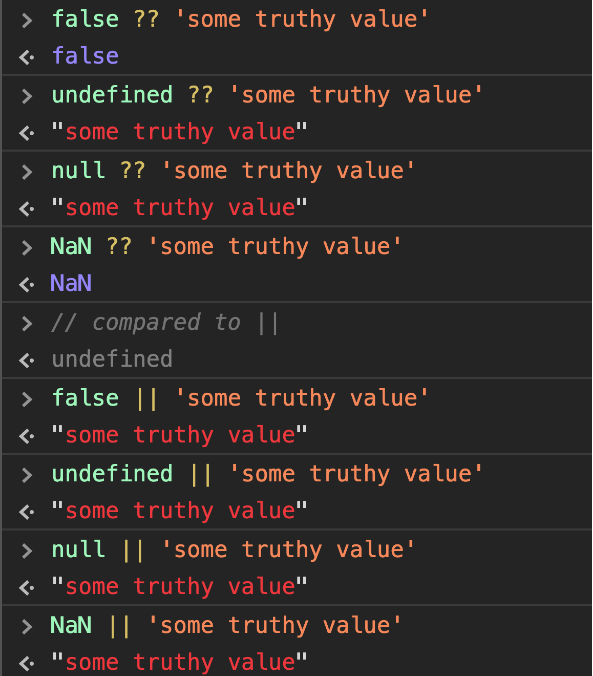 > false ?? 'some truthy value'
<· false
> undefined ?? 'some truthy value'
<· "some truthy value"
> null ?? 'some truthy value'
<· "some truthy value"
> NaN ?? 'some truthy value'
<· NaN
> // compared to ||
<· undefined
> false || 'some truthy value'
<· "some truthy value"
> undefined || 'some truthy value'
<· "some truthy value"
> null || 'some truthy value'
<· "some truthy value"
> NaN || 'some truthy value'
<· "some truthy value"